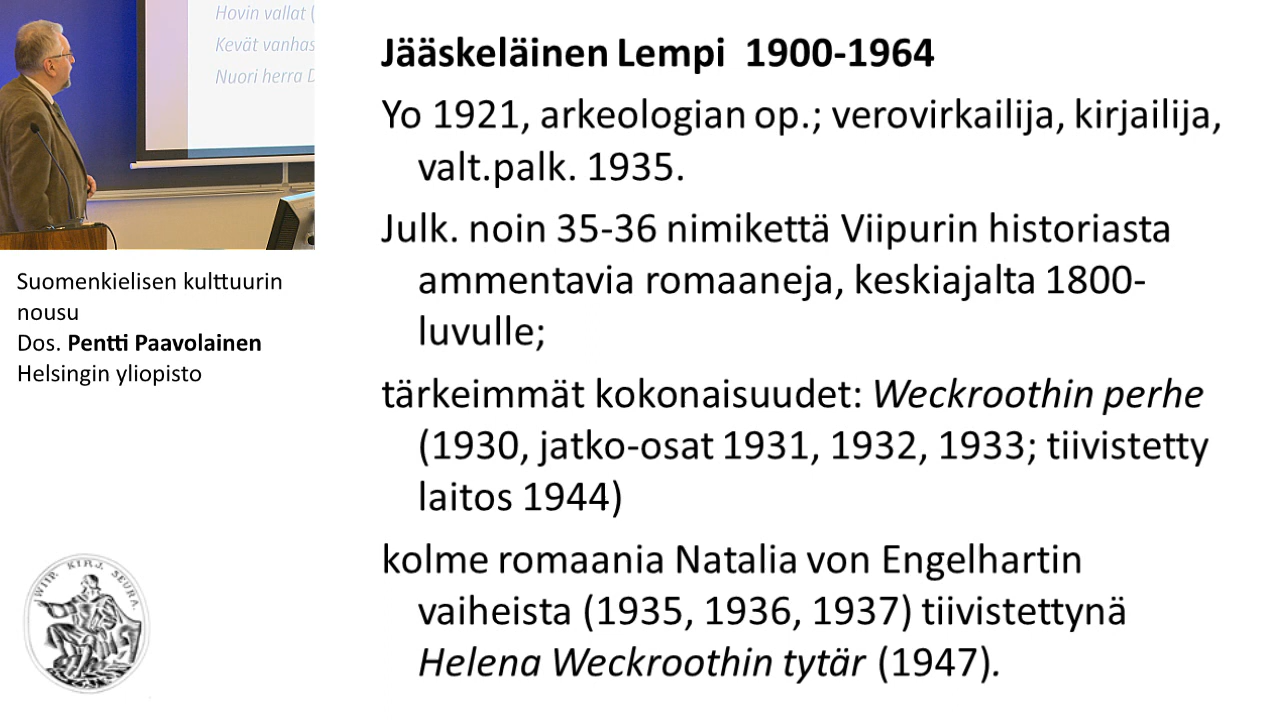 Hovin vallat (
Kevät vanhas
Nuori herra D
Suomenkielisen kulttuurin
nousu
Dos. Pentti Paavolainen
Helsingin yliopisto
WIIP. KIRJ. SEURA.
Jääskeläinen Lempi 1900-1964
Yo 1921, arkeologian op.; verovirkailija, kirjailija,
valt.palk. 1935.
Julk. noin 35-36 nimikettä Viipurin historiasta
ammentavia romaaneja, keskiajalta 1800-
luvulle;
tärkeimmät kokonaisuudet: Weckroothin perhe
(1930, jatko-osat 1931, 1932, 1933; tiivistetty
laitos 1944)
kolme romaania Natalia von Engelhartin
vaiheista (1935, 1936, 1937) tiivistettynä
Helena Weckroothin tytär (1947).